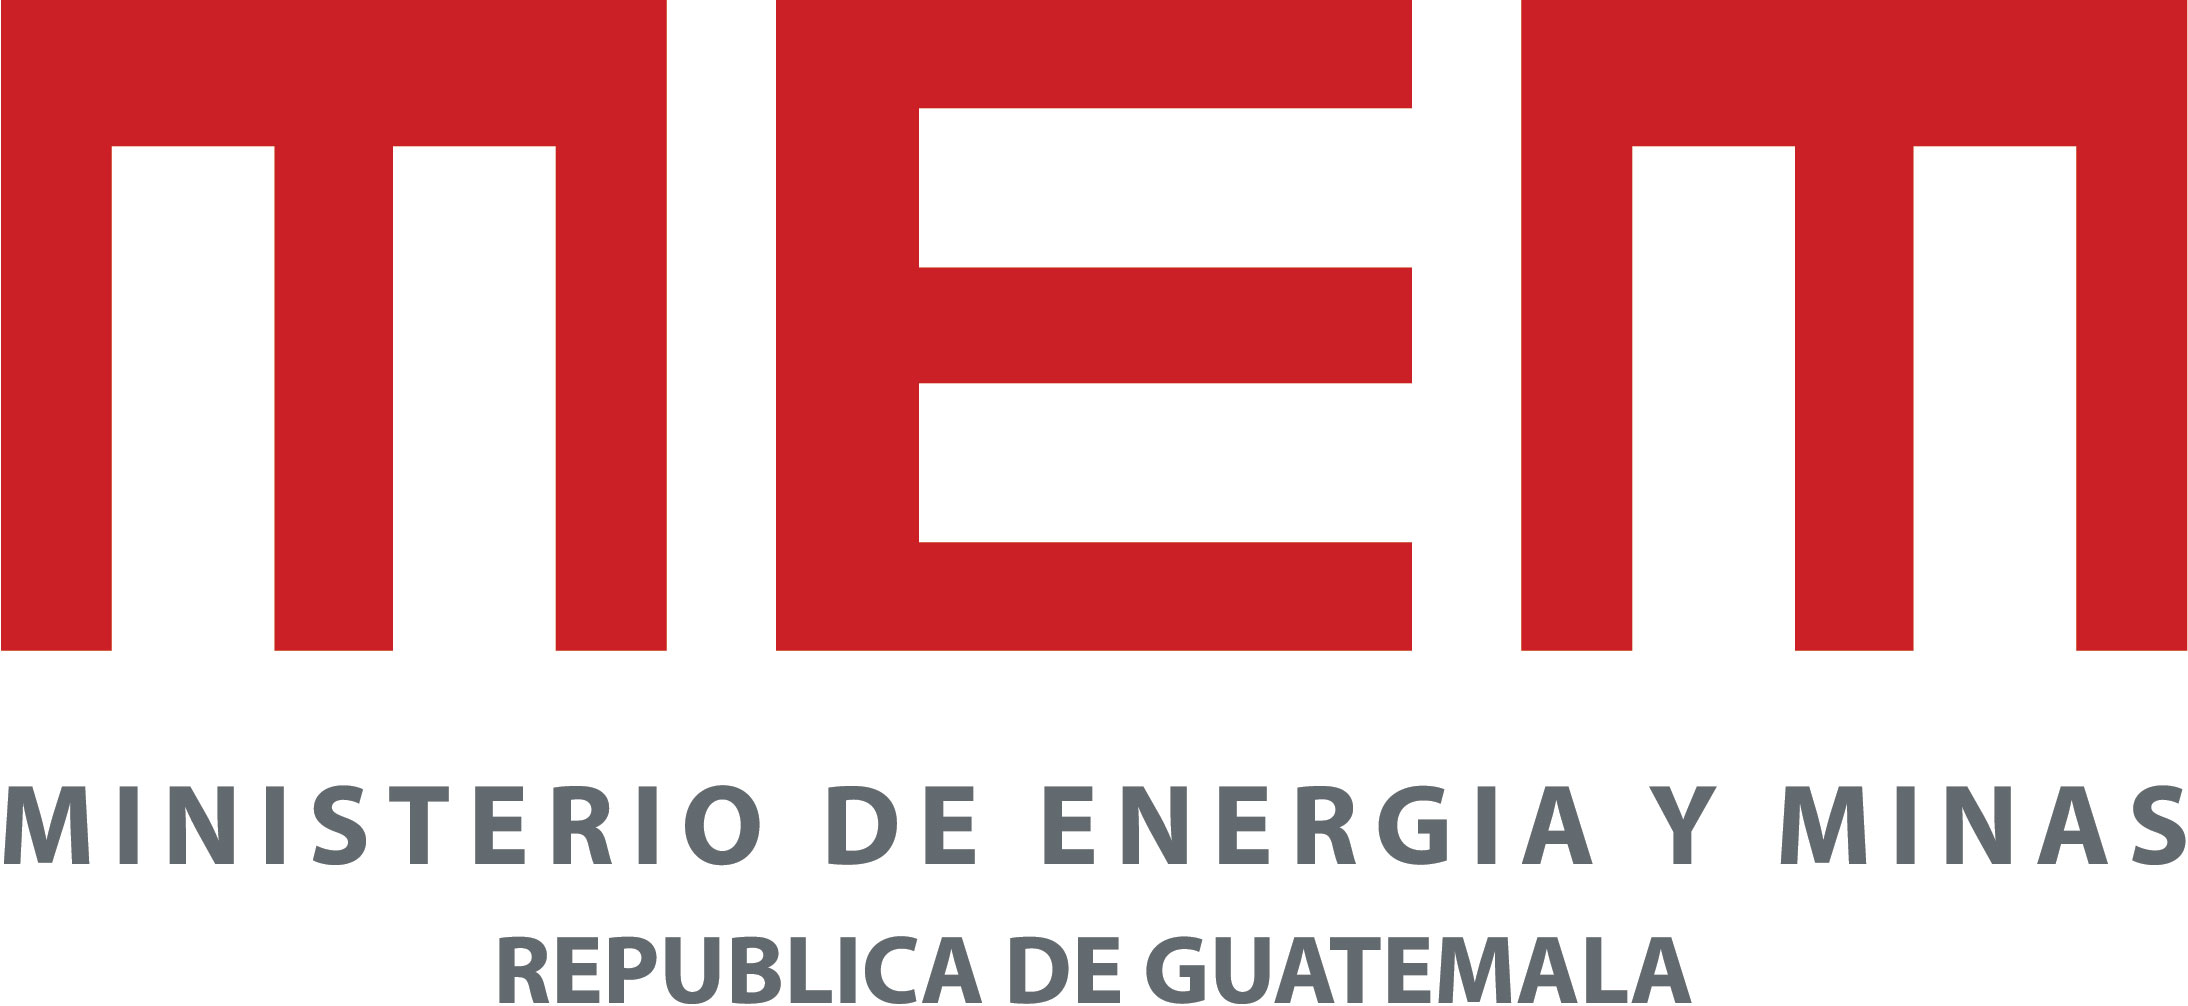 MEM
MINISTERIO DE ENERGIA Y MINAS
REPUBLICA DE GUATEMALA